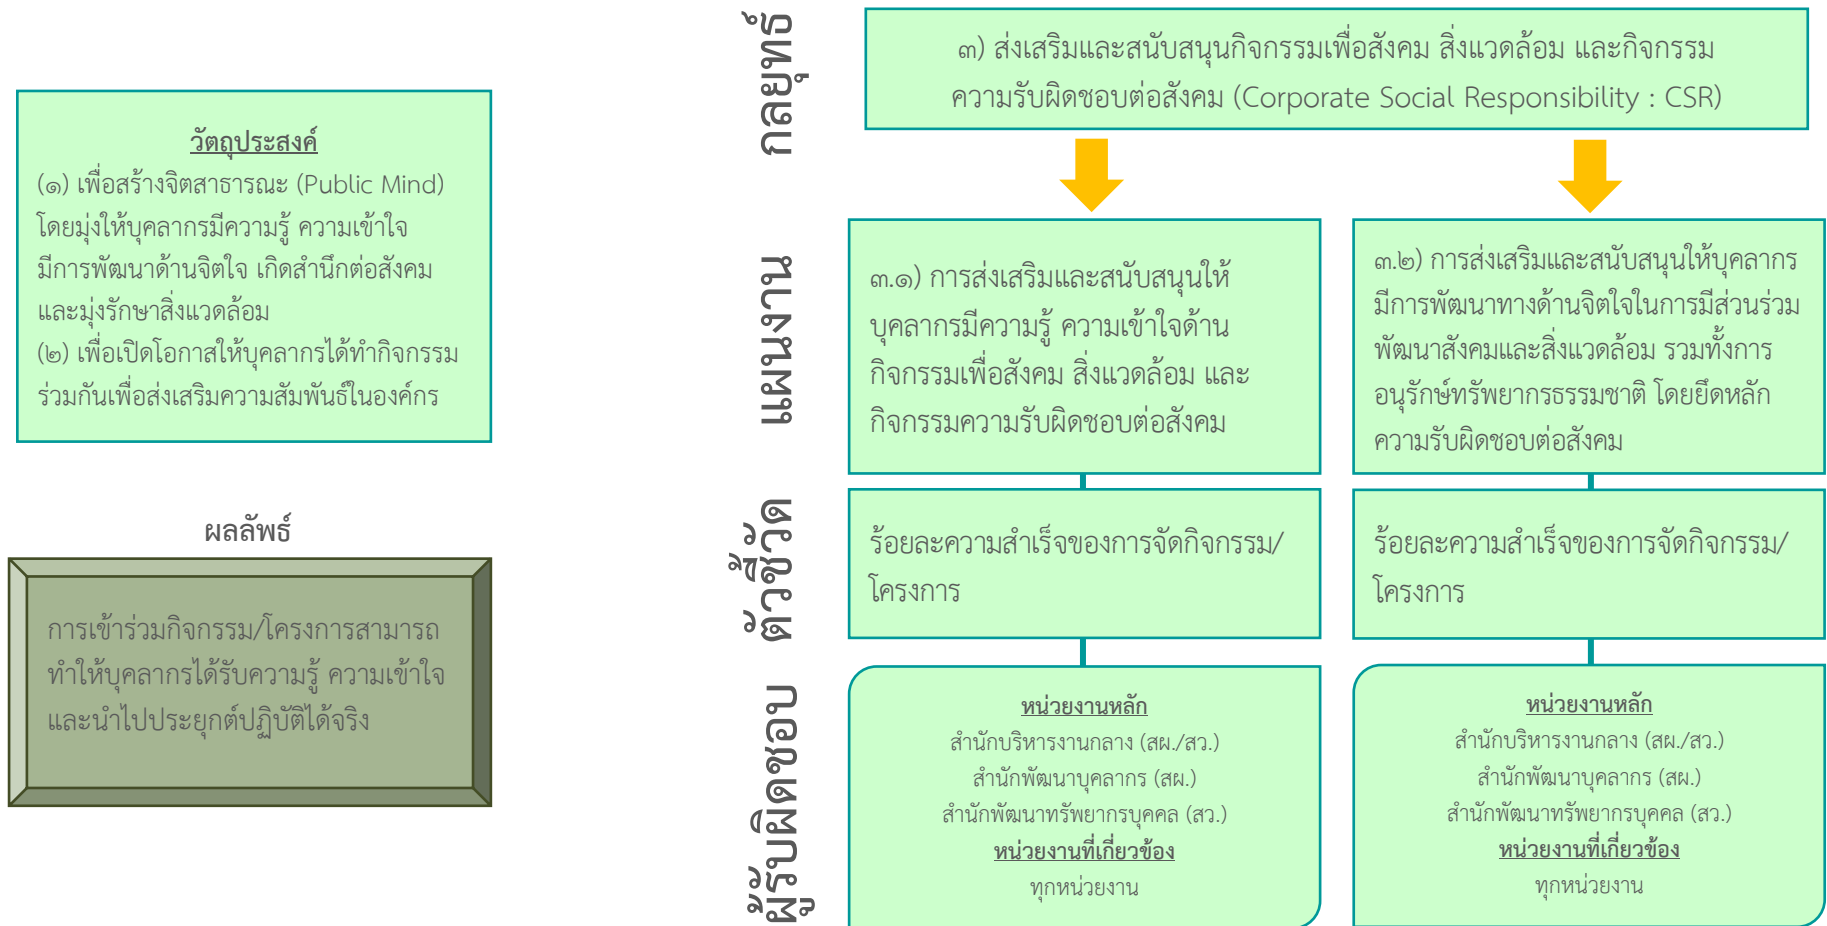 วัตถุประสงค์
(๑) เพื่อสร้างจิตสาธารณะ (Public Mind)
โดยมุ่งให้บุคลากรมีความรู้ ความเข้าใจ
มีการพัฒนาด้านจิตใจ เกิดสำนึกต่อสังคม
และมุ่งรักษาสิ่งแวดล้อม
(๒) เพื่อเปิดโอกาสให้บุคลากรได้ทำกิจกรรม
ร่วมกันเพื่อส่งเสริมความสัมพันธ์ในองค์กร
ผลลัพธ์
การเข้าร่วมกิจกรรม/โครงการสามารถ
ทำให้บุคลากรได้รับความรู้ ความเข้าใจ
และนำไปประยุกต์ปฏิบัติได้จริง
กลยุทธ์
๓) ส่งเสริมและสนับสนุนกิจกรรมเพื่อสังคม สิ่งแวดล้อม และกิจกรรม
ความรับผิดชอบต่อสังคม (Corporate Social Responsibility : CSR)
แผนงาน
๓.๑) การส่งเสริมและสนับสนุนให้
บุคลากรมีความรู้ ความเข้าใจด้าน
กิจกรรมเพื่อสังคม สิ่งแวดล้อม และ
กิจกรรมความรับผิดชอบต่อสังคม
๓.๒) การส่งเสริมและสนับสนุนให้บุคลากร
มีการพัฒนาทางด้านจิตใจในการมีส่วนร่วม
พัฒนาสังคมและสิ่งแวดล้อม รวมทั้งการ
อนุรักษ์ทรัพยากรธรรมชาติ โดยยึดหลัก
ความรับผิดชอบต่อสังคม
ตัวชี้วัด
ร้อยละความสำเร็จของการจัดกิจกรรม/
โครงการ
ร้อยละความสำเร็จของการจัดกิจกรรม/
โครงการ
ผู้รับผิดชอบ
หน่วยงานหลัก
สำนักบริหารงานกลาง (สผ./สว.)
สำนักพัฒนาบุคลากร (สผ.)
สำนักพัฒนาทรัพยากรบุคคล (สว.)
หน่วยงานที่เกี่ยวข้อง
ทุกหน่วยงาน
หน่วยงานหลัก
สำนักบริหารงานกลาง (สผ./สว.)
สำนักพัฒนาบุคลากร (สผ.)
สำนักพัฒนาทรัพยากรบุคคล (สว.)
หน่วยงานที่เกี่ยวข้อง
ทุกหน่วยงาน